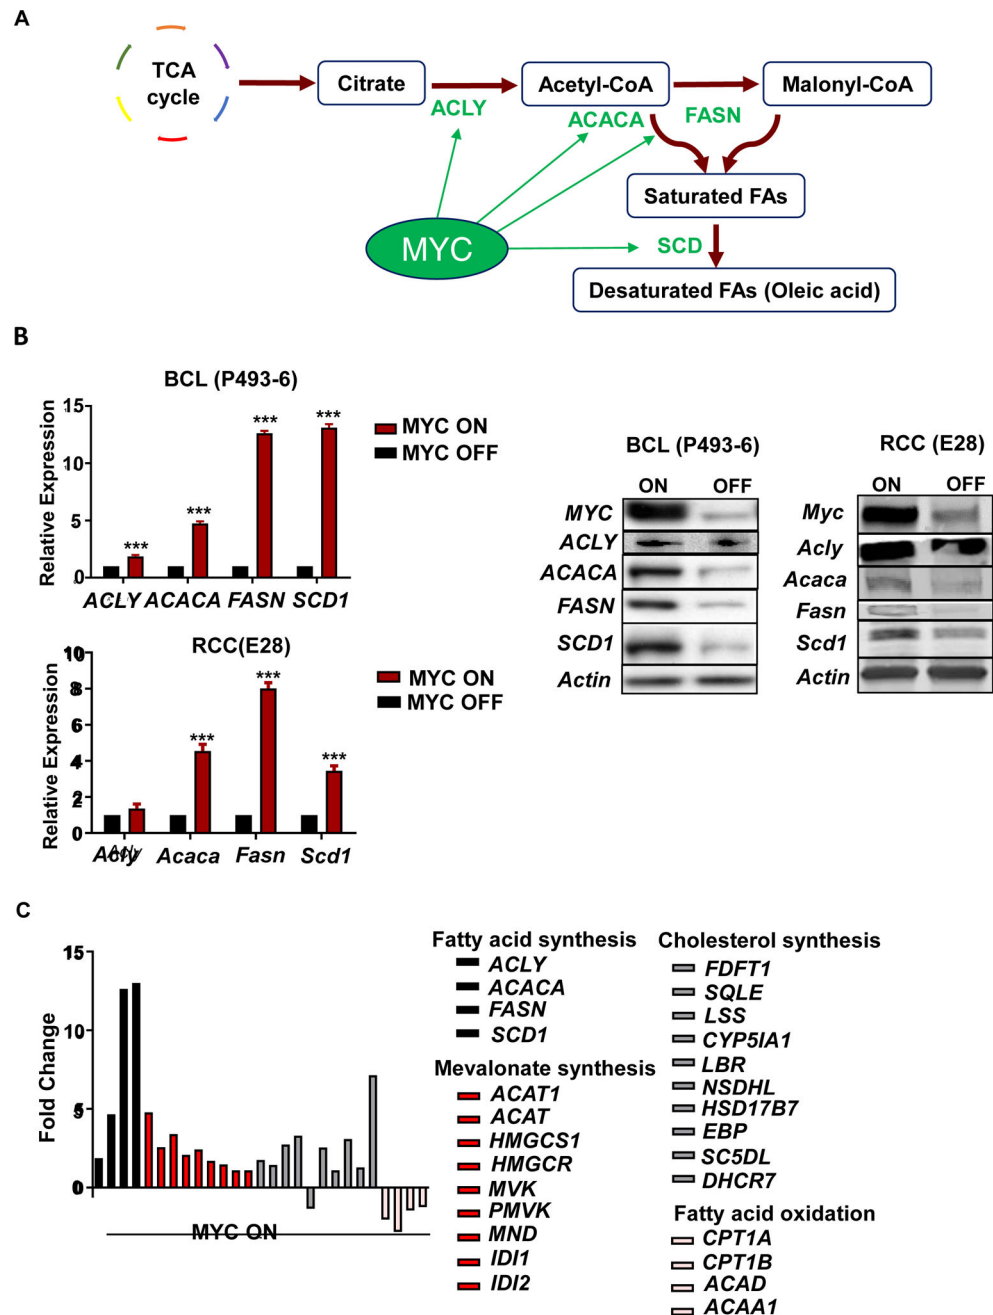 A
TCA
cycle
Citrate
Acetyl-CoA
Malonyl-CoA
ACLY
ACACA
FASN
Saturated FAs
MYC
SCD
Desaturated FAs (Oleic acid)
B
BCL (P493-6)
Relative Expression
15
10
5
0
***
***
***
***
ACLY ACACA FASN SCD1
MYC ON
MYC OFF
RCC(E28)
Relative Expression
10
8
6
4
2
0
***
***
***
Acly Acaca Fasn Scd1
MYC ON
MYC OFF
BCL (P493-6)
ON OFF
MYC
ACLY
ACACA
FASN
SCD1
Actin
RCC (E28)
ON OFF
Myc
Acly
Acaca
Fasn
Scd1
Actin
C
Fold Change
15
10
5
0
MYC ON
Fatty acid synthesis
ACLY
ACACA
FASN
SCD1
Mevalonate synthesis
ACAT1
ACAT
HMGCS1
HMGCR
MVK
PMVK
MND
IDI1
IDI2
Cholesterol synthesis
FDFT1
SQLE
LSS
CYP5IA1
LBR
NSDHL
HSD17B7
EBP
SC5DL
DHCR7
Fatty acid oxidation
CPT1A
CPT1B
ACAD
ACAA1